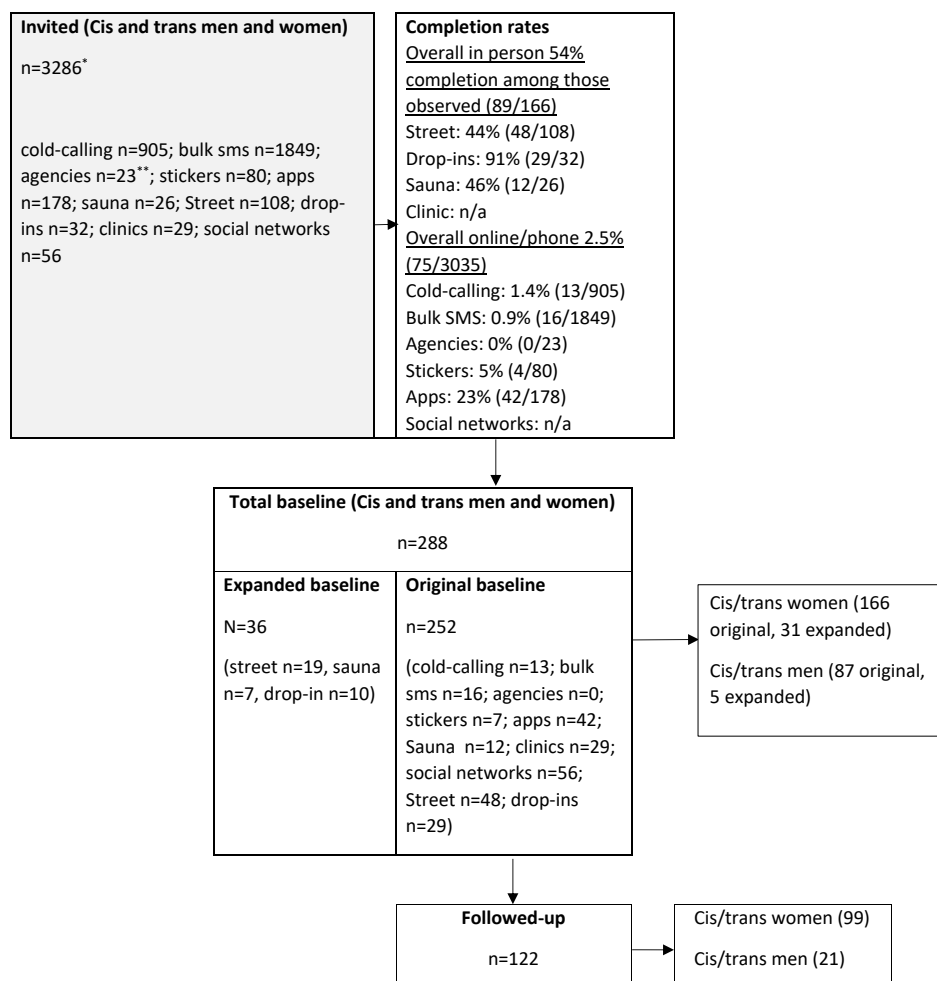 Invited (Cis and trans men and women)
n=3286*
cold-calling n=905; bulk sms n=1849;
agencies n=23**; stickers n=80; apps
n=178; sauna n=26; Street n=108; drop-
ins n=32; clinics n=29; social networks
n=56
Completion rates
Overall in person 54%
completion among those
observed (89/166)
Street: 44% (48/108)
Drop-ins: 91% (29/32)
Sauna: 46% (12/26)
Clinic: n/a
Overall online/phone 2.5%
(75/3035)
Cold-calling: 1.4% (13/905)
Bulk SMS: 0.9% (16/1849)
Agencies: 0% (0/23)
Stickers: 5% (4/80)
Apps: 23% (42/178)
Social networks: n/a
Total baseline (Cis and trans men and women)
n=288
Expanded baseline
N=36
(street n=19, sauna
n=7, drop-in n=10)
Original baseline
n=252
(cold-calling n=13; bulk
sms n=16; agencies n=0;
stickers n=7; apps n=42;
Sauna n=12; clinics n=29;
social networks n=56;
Street n=48; drop-ins
n=29)
Cis/trans women (166
original, 31 expanded)
Cis/trans men (87 original,
5 expanded)
Followed-up
n=122
Cis/trans women (99)
Cis/trans men (21)